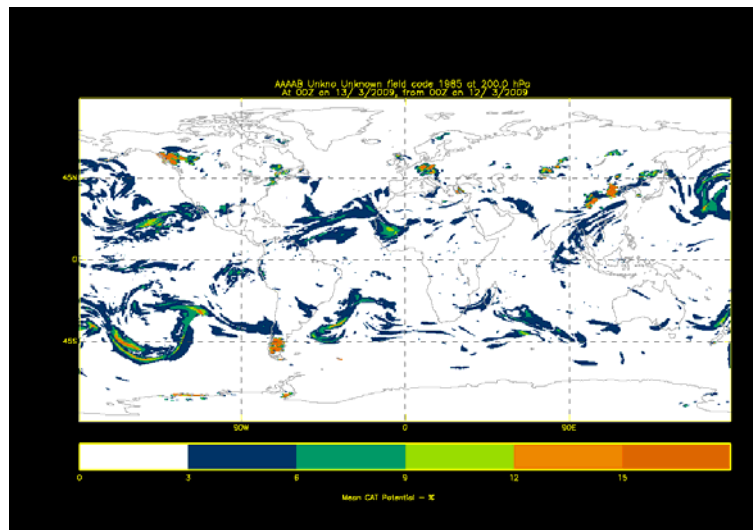 AAAAB Unkno Unknown field code 1985 at 200.0 hPa
At 00Z on 13/ 3/2009, from 00Z on 12/ 3/2009
45N
0
45S
90W 0 90E
0 3 6 9 12 15
Mean CAT Potential - %